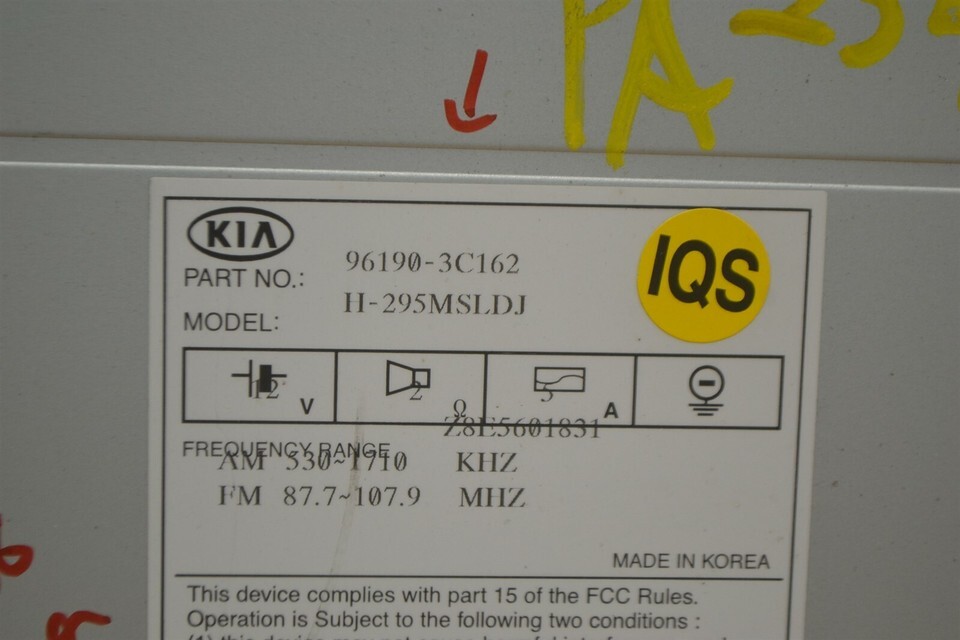 PA-25
KIA
PART NO.: 96190-3C162
MODEL: H-295MSLDJ
IQS
12 V 2 Ω 5 A
Z8E5601831
FREQUENCY RANGE
AM 530~1710 KHZ
FM 87.7~107.9 MHZ
MADE IN KOREA
This device complies with part 15 of the FCC Rules.
Operation is Subject to the following two conditions :